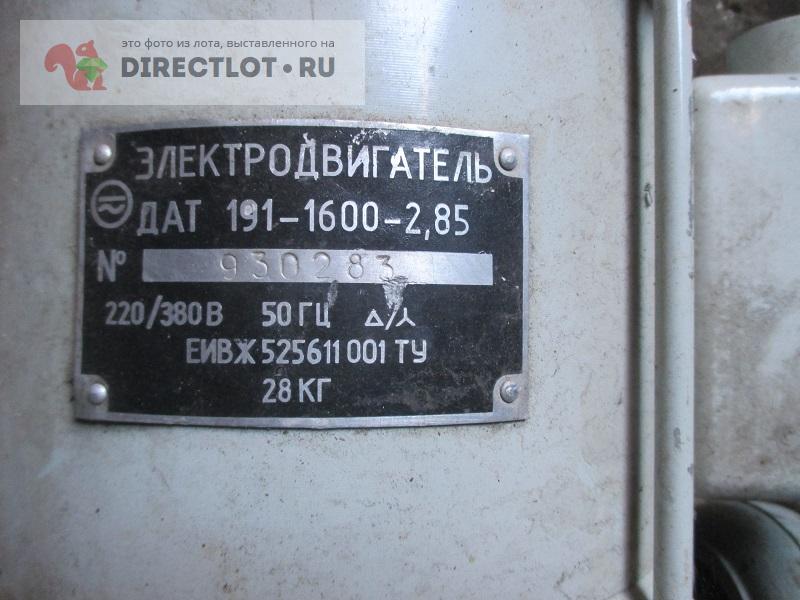 это фото из лота, выставленного на
DIRECTLOT.RU
ЭЛЕКТРОДВИГАТЕЛЬ
ДАТ 191-1600-2,85
№ 930283
220/380В 50ГЦ Δ/⅄
ЕИВЖ 525611 001 ТУ
28 КГ